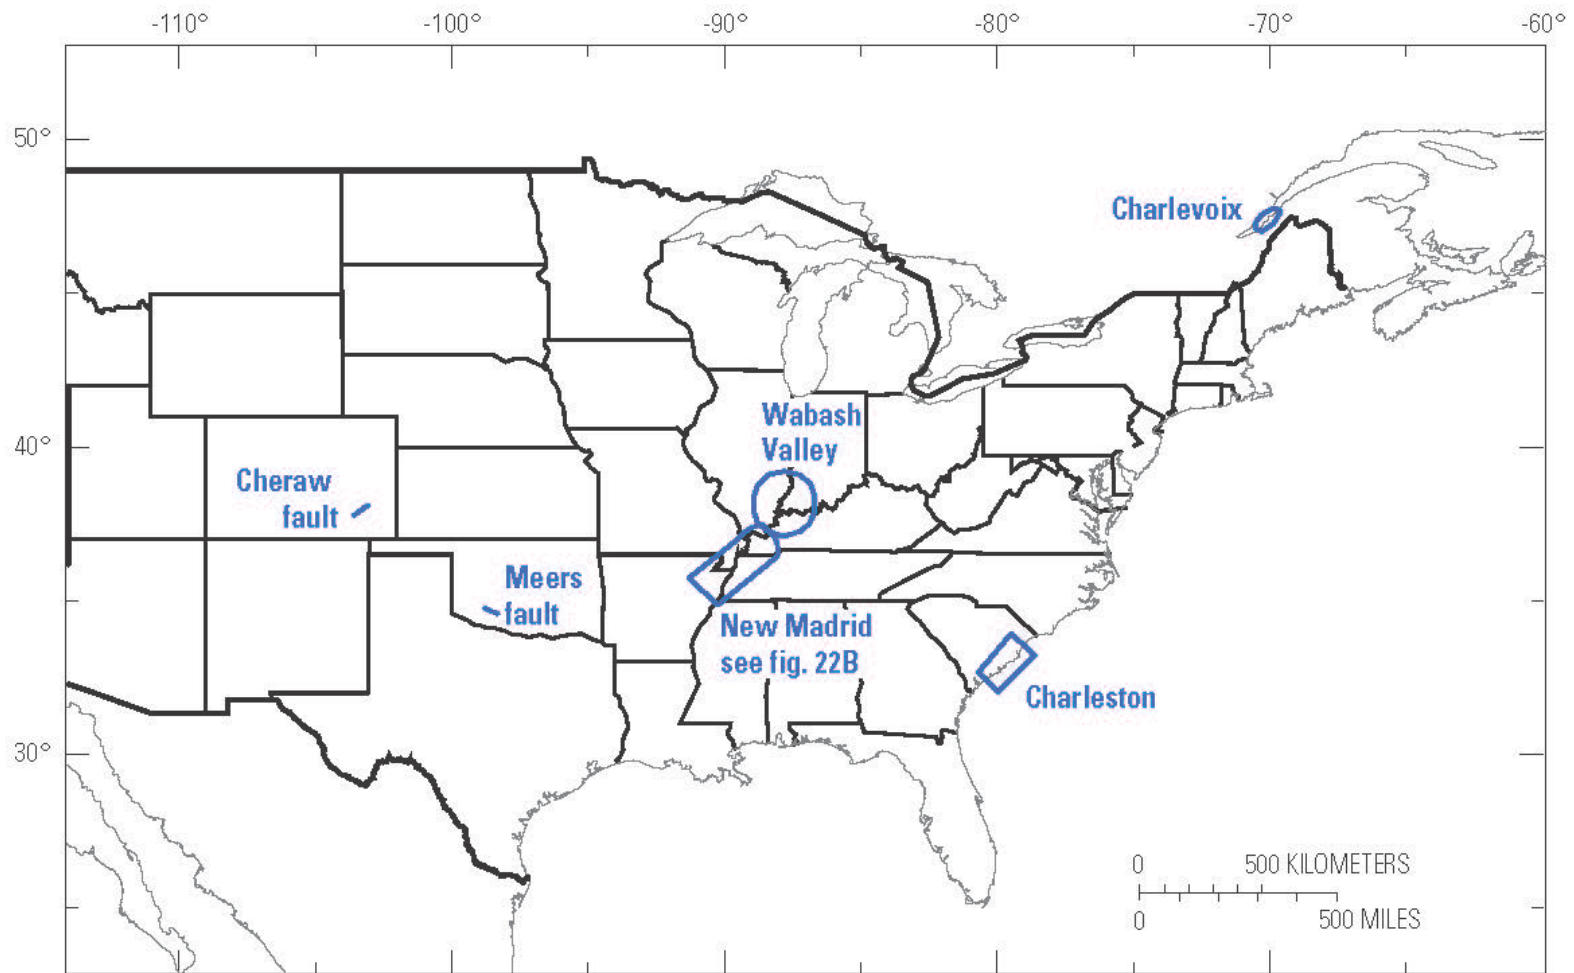 -110°
-100°
-90°
-80°
-70°
-60°
50°
40°
30°
Charlevoix
Wabash
Valley
Cheraw
fault
Meers
fault
New Madrid
see fig. 22B
Charleston
0 500 KILOMETERS
0 500 MILES